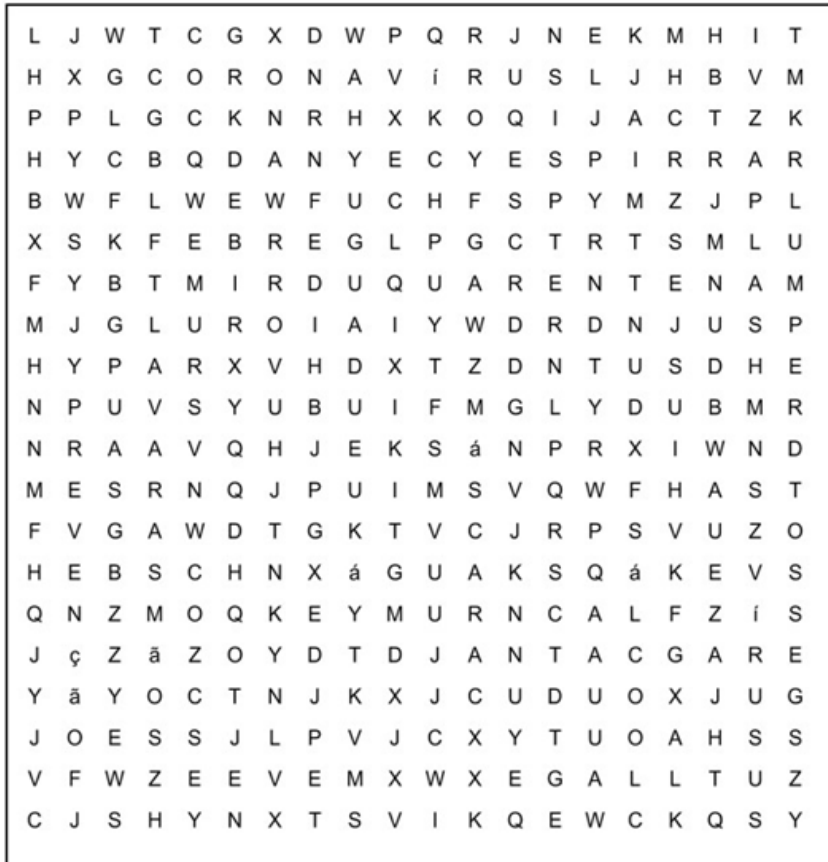 L J W T C G X D W P Q R J N E K M H I T
H X G C O R O N A V í R U S L J H B V M
P P L G C K N R H X K O Q I J A C T Z K
H Y C B Q D A N Y E C Y E S P I R R A R
B W F L W E W F U C H F S P Y M Z J P L
X S K F E B R E G L P G C T R T S M L U
F Y B T M I R D U Q U A R E N T E N A M
M J G L U R O I A I Y W D R D N J U S P
H Y P A R X V H D X T Z D N T U S D H E
N P U V S Y U B U I F M G L Y D U B M R
N R A A V Q H J E K S á N P R X I W N D
M E S R N Q J P U I M S V Q W F H A S T
F V G A W D T G K T V C J R P S V U Z O
H E B S C H N X á G U A K S Q á K E V S
Q N Z M O Q K E Y M U R N C A L F Z í S
J ç Z ã Z O Y D T D J A N T A C G A R E
Y ã Y O C T N J K X J C U D U O X J U G
J O E S S J L P V J C X Y T U O A H S S
V F W Z E E V E M X W X E G A L L T U Z
C J S H Y N X T S V I K Q E W C K Q S Y